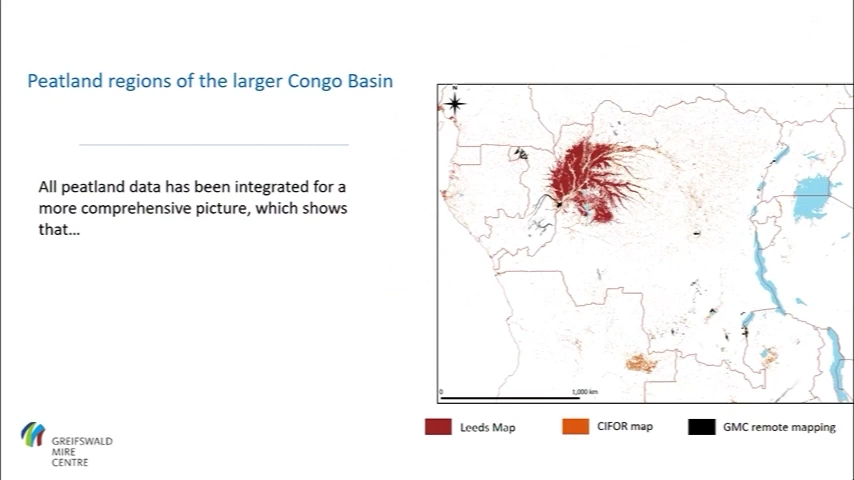 Peatland regions of the larger Congo Basin
All peatland data has been integrated for a
more comprehensive picture, which shows
that...
N
0
1,000 km
Leeds Map
CIFOR map
GMC remote mapping
GREIFSWALD
MIRE
CENTRE